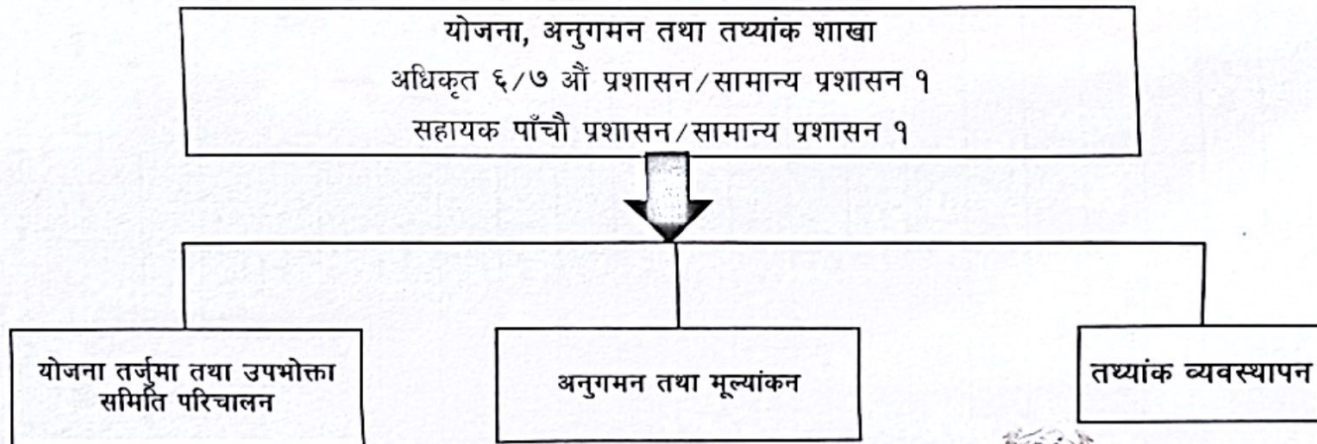 योजना, अनुगमन तथा तथ्यांक शाखा
अधिकृत ६/७ औं प्रशासन/सामान्य प्रशासन १
सहायक पाँचौ प्रशासन/सामान्य प्रशासन १
योजना तर्जुमा तथा उपभोक्ता
समिति परिचालन
अनुगमन तथा मूल्यांकन
तथ्यांक व्यवस्थापन